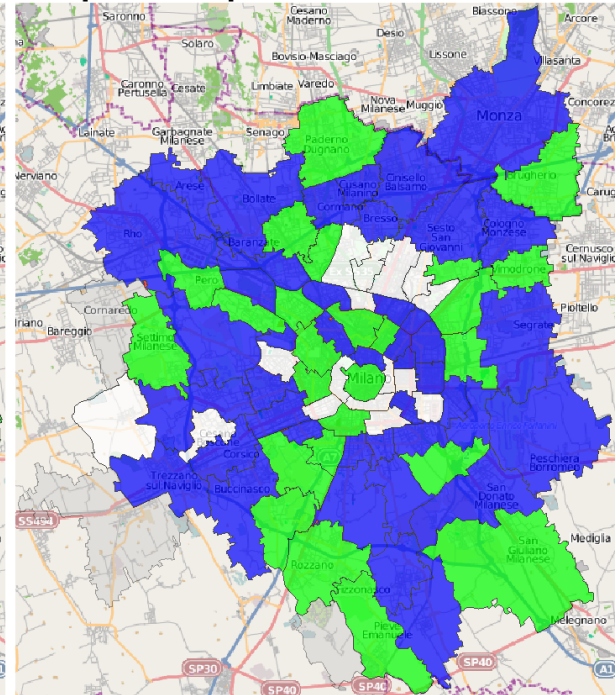 Saronno
Cesano
Maderno
Biassono
Arcore
Desio
Solaro
Lissone
Bovisio-Masciago
Villasanta
Caronno
Pertusella
Cesate
Limbiate
Varedo
Nova
Milanese
Muggiò
Concorez
Monza
Lainate
Garbagnate
Milanese
Senago
Paderno
Dugnano
Nerviano
Arese
Cusano
Milanino
Cinisello
Balsamo
Brugherio
Carug
Bollate
Cormano
Bresso
Sesto
San
Giovanni
Cologno
Monzese
Rho
Baranzate
Cernusco
sul Naviglio
Vimodrone
Pero
Cornaredo
Pioltello
Bareggio
Settimo
Milanese
Segrate
Milano
Corsico
A7
Peschiera
Borromeo
Trezzano
sul Naviglio
Buccinasco
San
Donato
Milanese
SS494
San
Giuliano
Milanese
Mediglia
Rozzano
Pieve
Emanuele
Melegnano
SP30
SP40
SP40
SP40
A1